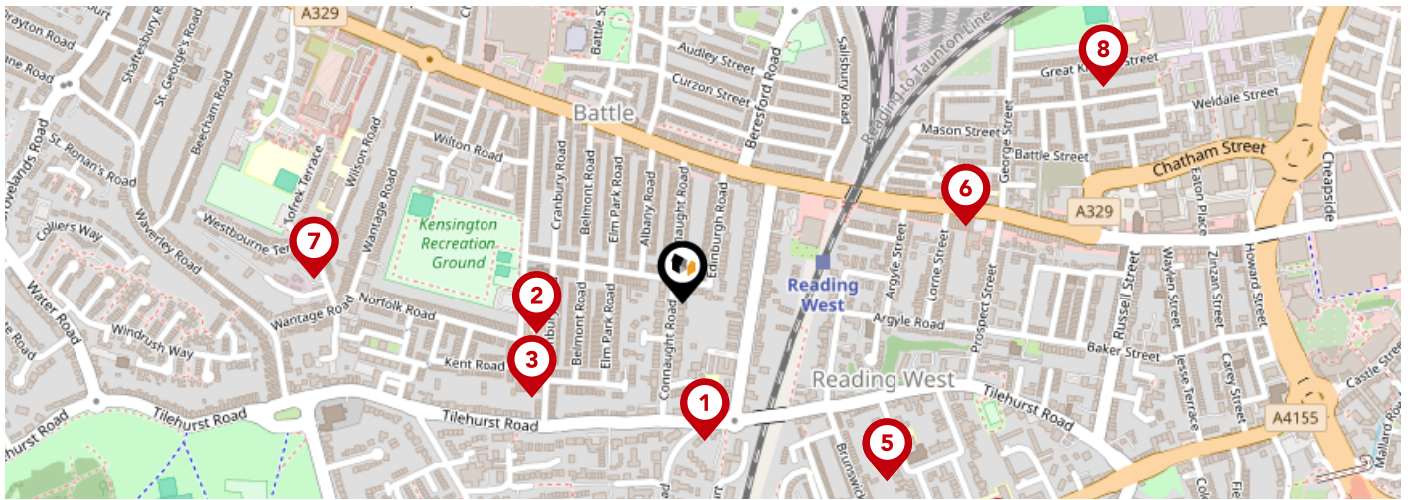 A329
Drayton Road
Shaftesbury Road
St. George's Road
Beecham Road
Battle
Audley Street
Curzon Street
Beresford Road
Salisbury Road
Reading to Taunton Line
8
Great Street
Weldale Street
Mason Street
George Street
Battle Street
Chatham Street
Eaton Place
Cheapside
St. Ronan's Road
Wilson Road
Wilton Road
Battle
Cranbury Road
Belmont Road
Elm Park Road
Albany Road
Road
Edinburgh Road
6
A329
Waverley Road
Westbourne
Terrace
Wantage Road
Kensington
Recreation
Ground
7
Colliers Way
Water Road
Windrush Way
Wantage Road
Norfolk Road
2
3
Kent Road
Belmont Road
Elm Park Road
Connaught Road
Reading
West
Argyle Street
Lorne Street
Prospect Street
Argyle Road
Russell Street
Baker Street
Waylen Street
Zinzan Street
Howard Street
Jesse Terrace
Carey Street
Castle Street
Reading West
1
Tilehurst Road
Tilehurst Road
Tilehurst Road
5
Brunswick
A4155
Mallard Row